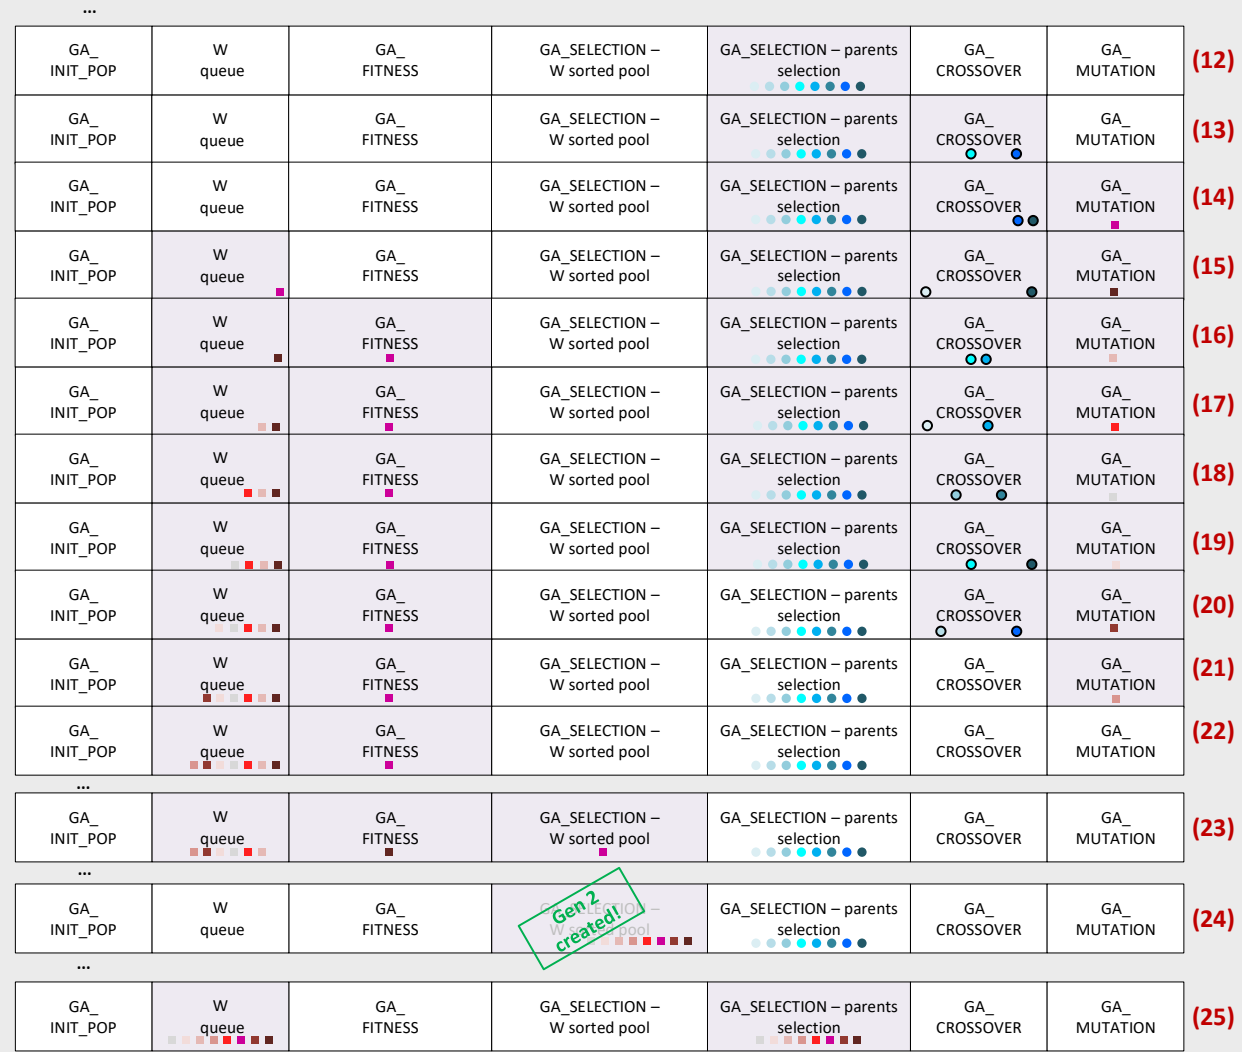 ...
GA_ W GA_ GA_SELECTION – GA_SELECTION – parents GA_ GA_ (12)
INIT_POP queue FITNESS W sorted pool selection CROSSOVER MUTATION
GA_ W GA_ GA_SELECTION – GA_SELECTION – parents GA_ GA_ (13)
INIT_POP queue FITNESS W sorted pool selection CROSSOVER MUTATION
GA_ W GA_ GA_SELECTION – GA_SELECTION – parents GA_ GA_ (14)
INIT_POP queue FITNESS W sorted pool selection CROSSOVER MUTATION
GA_ W GA_ GA_SELECTION – GA_SELECTION – parents GA_ GA_ (15)
INIT_POP queue FITNESS W sorted pool selection CROSSOVER MUTATION
GA_ W GA_ GA_SELECTION – GA_SELECTION – parents GA_ GA_ (16)
INIT_POP queue FITNESS W sorted pool selection CROSSOVER MUTATION
GA_ W GA_ GA_SELECTION – GA_SELECTION – parents GA_ GA_ (17)
INIT_POP queue FITNESS W sorted pool selection CROSSOVER MUTATION
GA_ W GA_ GA_SELECTION – GA_SELECTION – parents GA_ GA_ (18)
INIT_POP queue FITNESS W sorted pool selection CROSSOVER MUTATION
GA_ W GA_ GA_SELECTION – GA_SELECTION – parents GA_ GA_ (19)
INIT_POP queue FITNESS W sorted pool selection CROSSOVER MUTATION
GA_ W GA_ GA_SELECTION – GA_SELECTION – parents GA_ GA_ (20)
INIT_POP queue FITNESS W sorted pool selection CROSSOVER MUTATION
GA_ W GA_ GA_SELECTION – GA_SELECTION – parents GA_ GA_ (21)
INIT_POP queue FITNESS W sorted pool selection CROSSOVER MUTATION
GA_ W GA_ GA_SELECTION – GA_SELECTION – parents GA_ GA_ (22)
INIT_POP queue FITNESS W sorted pool selection CROSSOVER MUTATION
...
GA_ W GA_ GA_SELECTION – GA_SELECTION – parents GA_ GA_ (23)
INIT_POP queue FITNESS W sorted pool selection CROSSOVER MUTATION
...
GA_ W GA_ GA_SELECTION – GA_SELECTION – parents GA_ GA_ (24)
INIT_POP queue FITNESS W sorted pool selection CROSSOVER MUTATION
Gen 2
created!
...
GA_ W GA_ GA_SELECTION – GA_SELECTION – parents GA_ GA_ (25)
INIT_POP queue FITNESS W sorted pool selection CROSSOVER MUTATION